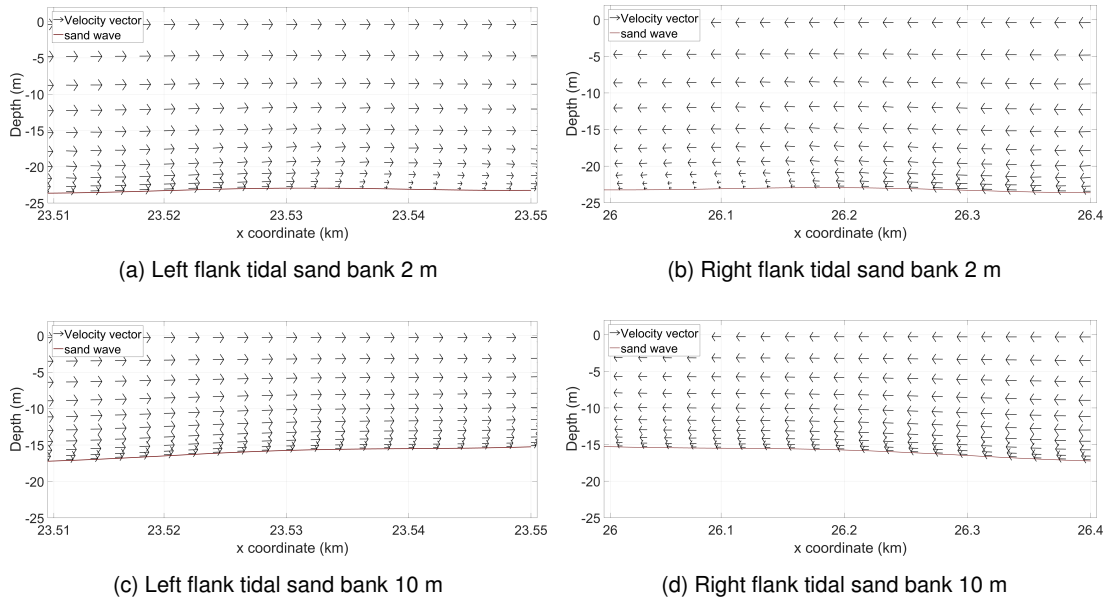 0
-5
-10
-15
-20
-25
Depth (m)
Velocity vector
sand wave
23.51
23.52
23.53
23.54
23.55
x coordinate (km)
(a) Left flank tidal sand bank 2 m
0
-5
-10
-15
-20
-25
Depth (m)
Velocity vector
sand wave
26
26.1
26.2
26.3
26.4
x coordinate (km)
(b) Right flank tidal sand bank 2 m
0
-5
-10
-15
-20
-25
Depth (m)
Velocity vector
sand wave
23.51
23.52
23.53
23.54
23.55
x coordinate (km)
(c) Left flank tidal sand bank 10 m
0
-5
-10
-15
-20
-25
Depth (m)
Velocity vector
sand wave
26
26.1
26.2
26.3
26.4
x coordinate (km)
(d) Right flank tidal sand bank 10 m